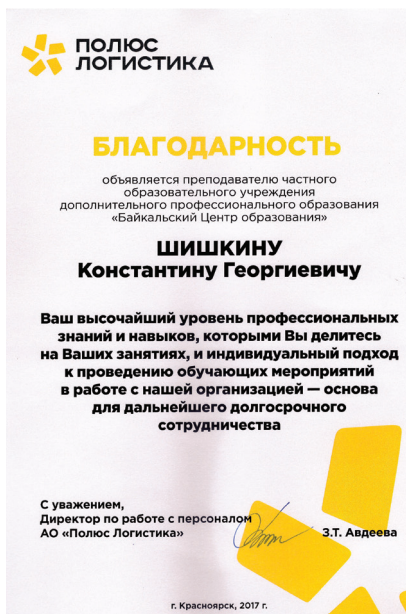 ПОЛЮС
ЛОГИСТИКА
БЛАГОДАРНОСТЬ
объявляется преподавателю частного
образовательного учреждения
дополнительного профессионального образования
«Байкальский Центр образования»
ШИШКИНУ
Константину Георгиевичу
Ваш высочайший уровень профессиональных
знаний и навыков, которыми Вы делитесь
на Ваших занятиях, и индивидуальный подход
к проведению обучающих мероприятий
в работе с нашей организацией — основа
для дальнейшего долгосрочного
сотрудничества
С уважением,
Директор по работе с персоналом
АО «Полюс Логистика» З.Т. Авдеева
г. Красноярск, 2017 г.